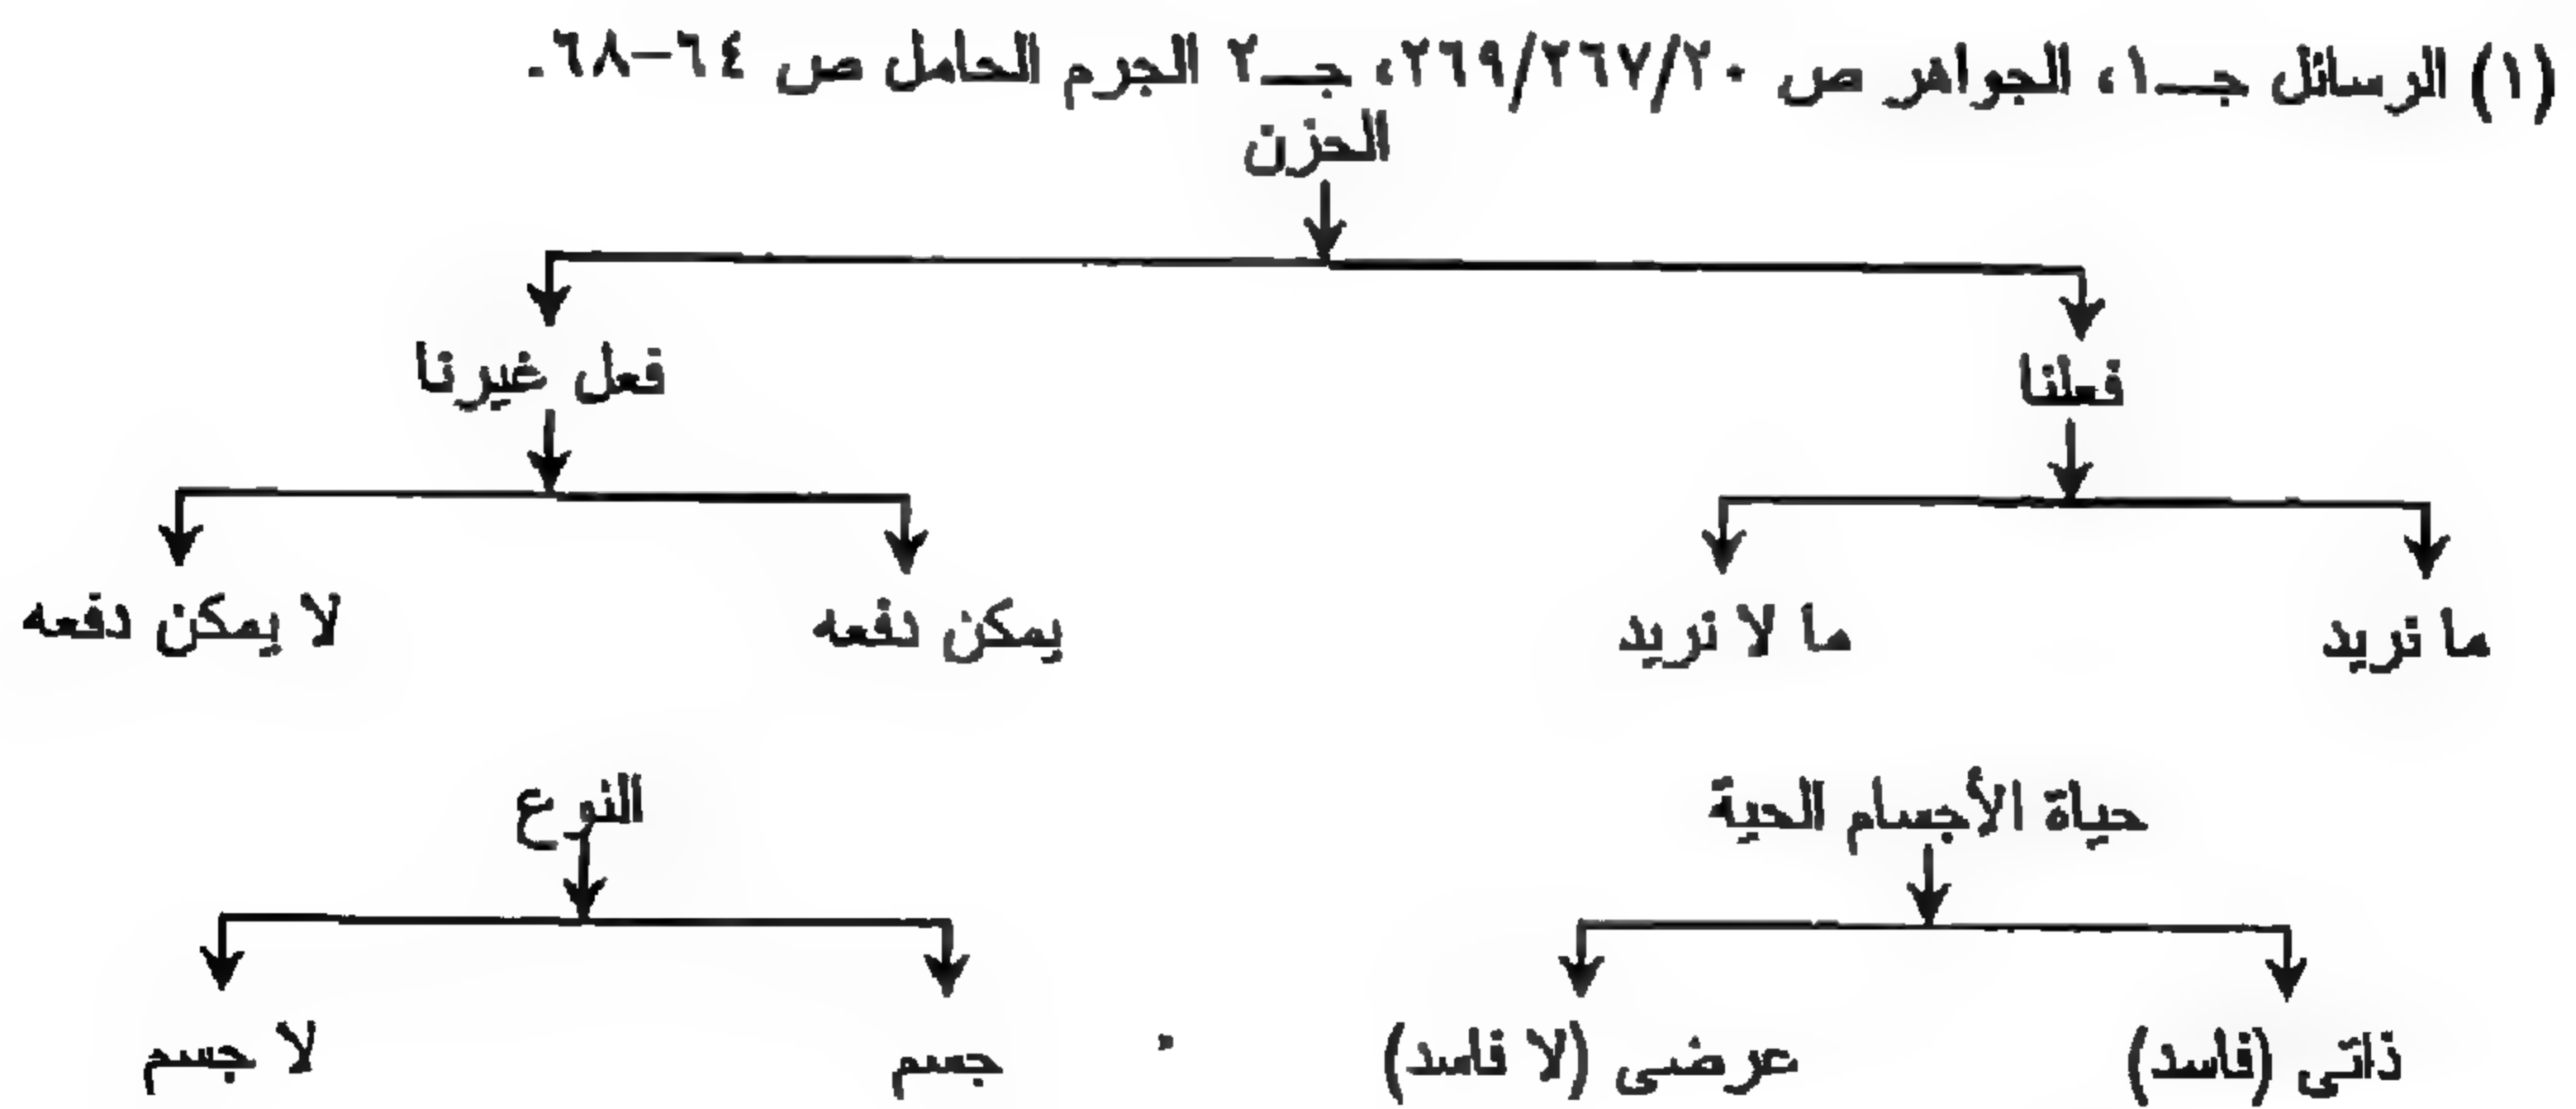 (١) الرسائل جـ١، الجواهر ص ٢٦٩/٢٦٧/٢٠، جـ٢ الجرم الحامل ص ٦٤-٦٨.
الحزن
فعلنا فعل غيرنا
ما نريد ما لا نريد يمكن دفعه لا يمكن دفعه
حياة الأجسام الحية النوع
ذاتى (فاسد) عرضى (لا فاسد) جسم لا جسم